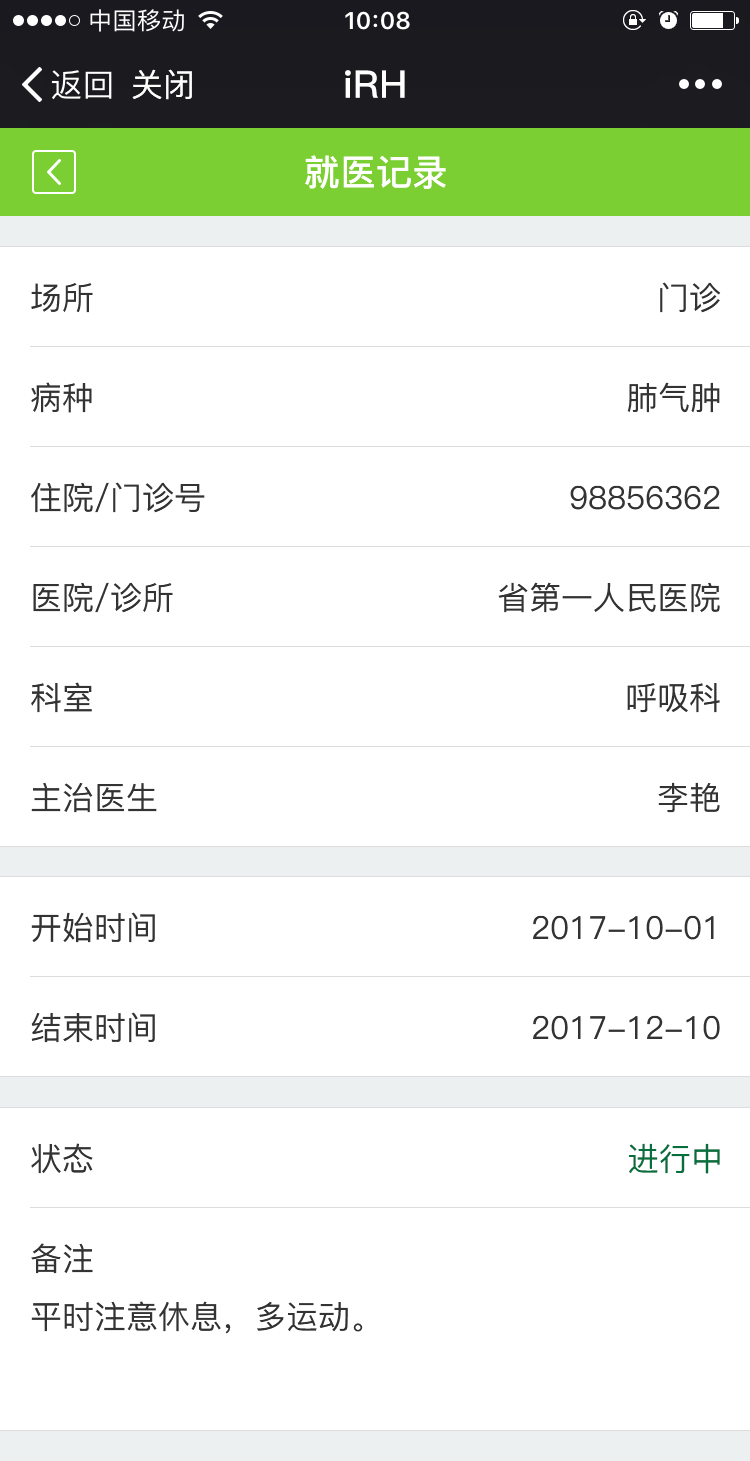 中国移动 10:08
返回 关闭 iRH
就医记录
场所 门诊
病种 肺气肿
住院/门诊号 98856362
医院/诊所 省第一人民医院
科室 呼吸科
主治医生 李艳
开始时间 2017-10-01
结束时间 2017-12-10
状态 进行中
备注
平时注意休息，多运动。